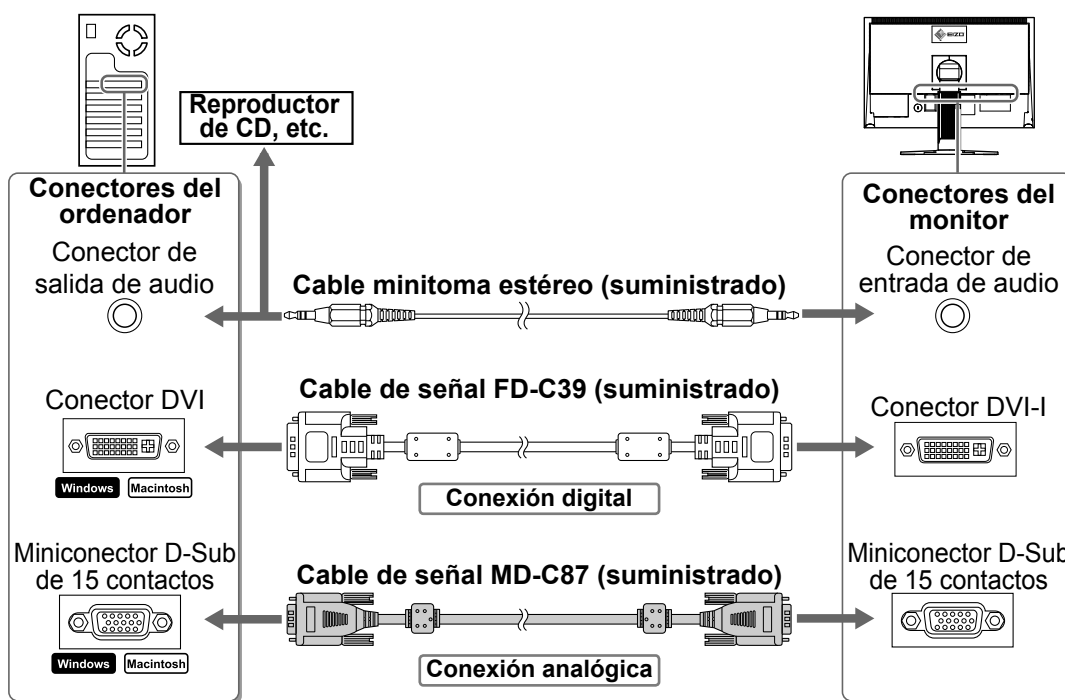 EIZO
Reproductor
de CD, etc.
Conectores del
ordenador
Conector de
salida de audio
Cable minitoma estéreo (suministrado)
Conectores del
monitor
Conector de
entrada de audio
Conector DVI
Windows Macintosh
Cable de señal FD-C39 (suministrado)
Conexión digital
Conector DVI-I
Miniconector D-Sub
de 15 contactos
Windows Macintosh
Cable de señal MD-C87 (suministrado)
Conexión analógica
Miniconector D-Sub
de 15 contactos